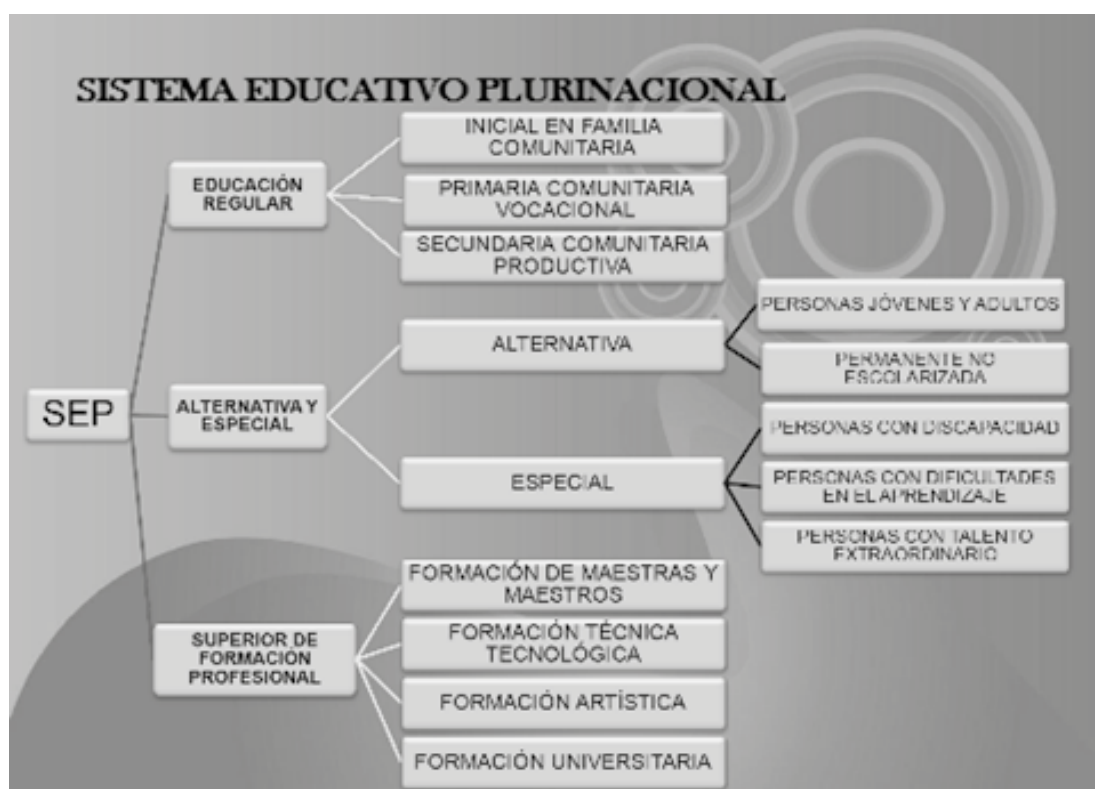 SISTEMA EDUCATIVO PLURINACIONAL
SEP
EDUCACIÓN
REGULAR
INICIAL EN FAMILIA
COMUNITARIA
PRIMARIA COMUNITARIA
VOCACIONAL
SECUNDARIA COMUNITARIA
PRODUCTIVA
ALTERNATIVA Y
ESPECIAL
ALTERNATIVA
PERSONAS JÓVENES Y ADULTOS
PERMANENTE NO
ESCOLARIZADA
ESPECIAL
PERSONAS CON DISCAPACIDAD
PERSONAS CON DIFICULTADES
EN EL APRENDIZAJE
PERSONAS CON TALENTO
EXTRAORDINARIO
SUPERIOR DE
FORMACIÓN
PROFESIONAL
FORMACIÓN DE MAESTRAS Y
MAESTROS
FORMACIÓN TÉCNICA
TECNOLÓGICA
FORMACIÓN ARTÍSTICA
FORMACIÓN UNIVERSITARIA